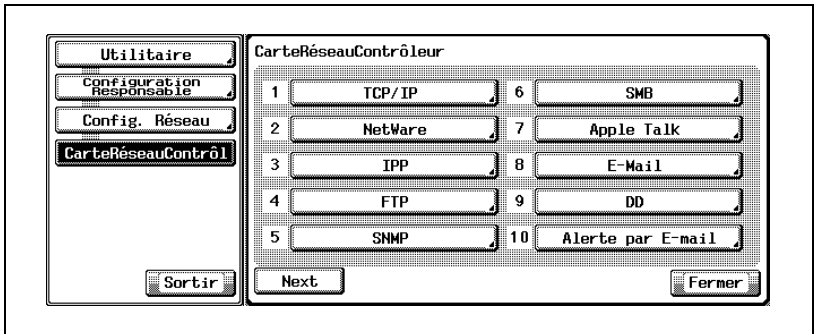 Utilitaire
Configuration
Responsable
Config. Réseau
CarteRéseauContrôl
Sortir
CarteRéseauContrôleur
1 TCP/IP
2 NetWare
3 IPP
4 FTP
5 SNMP
6 SMB
7 Apple Talk
8 E-Mail
9 DD
10 Alerte par E-mail
Next
Fermer